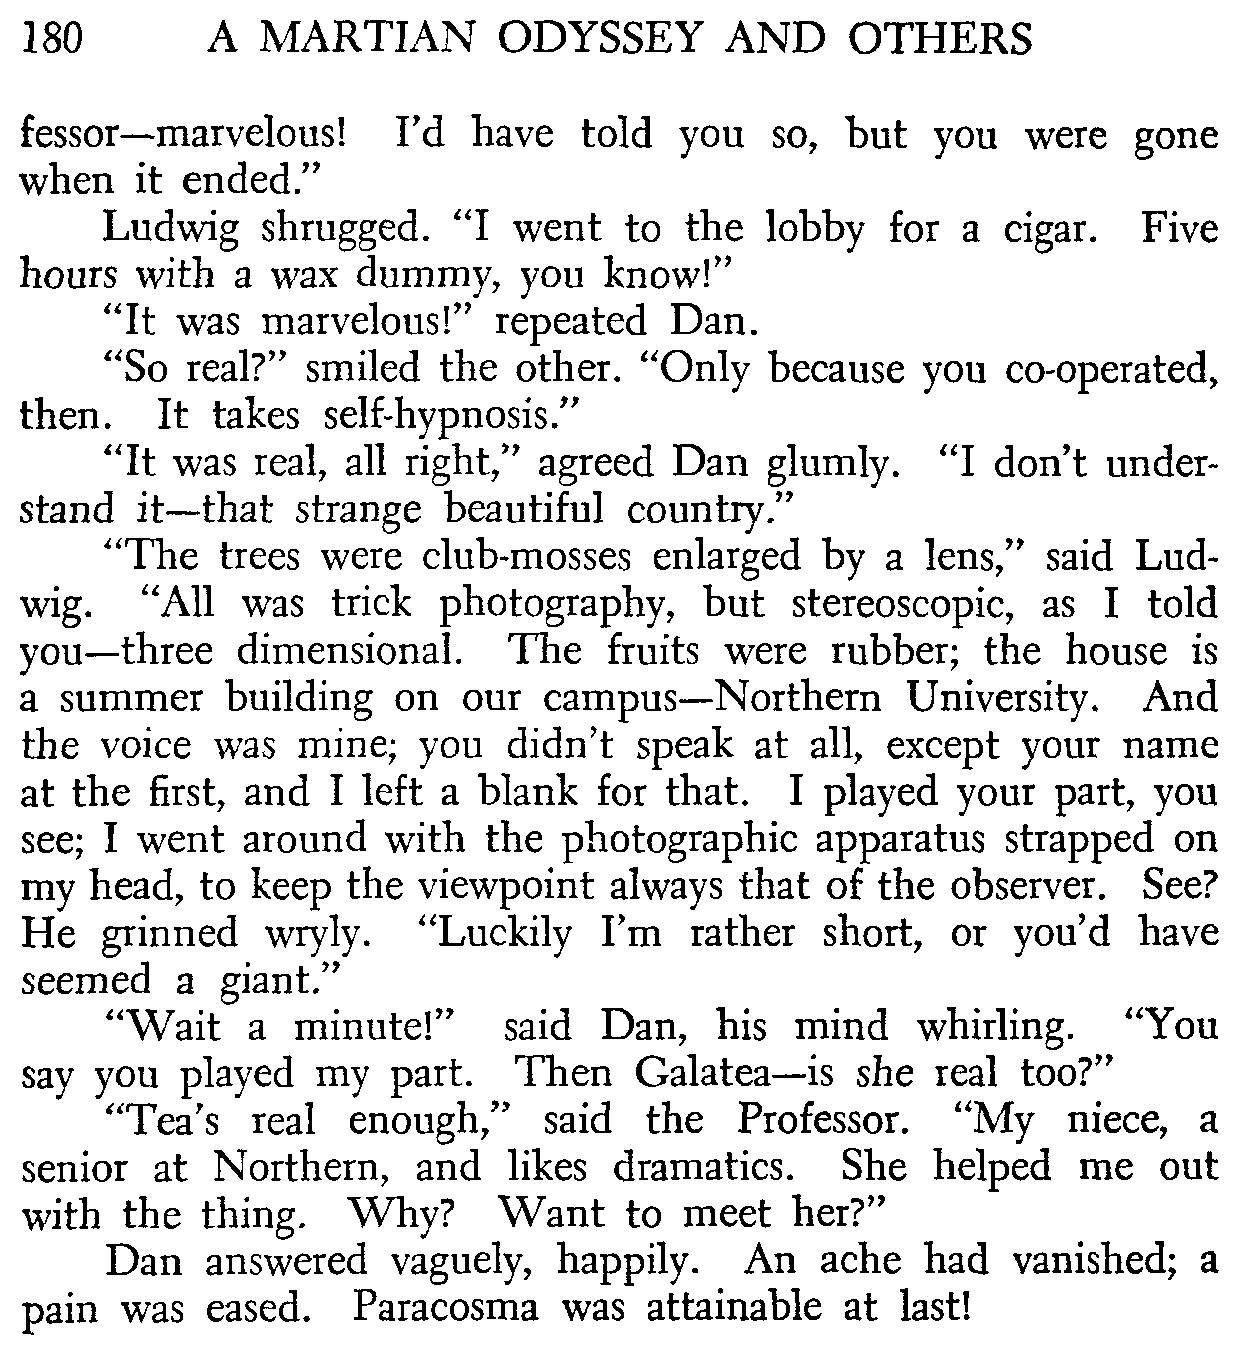 180 A MARTIAN ODYSSEY AND OTHERS
fessor—marvelous! I'd have told you so, but you were gone
when it ended.”
Ludwig shrugged. “I went to the lobby for a cigar. Five
hours with a wax dummy, you know!”
“It was marvelous!” repeated Dan.
“So real?” smiled the other. “Only because you co-operated,
then. It takes self-hypnosis.”
“It was real, all right,” agreed Dan glumly. “I don't under-
stand it—that strange beautiful country.”
“The trees were club-mosses enlarged by a lens,” said Lud-
wig. “All was trick photography, but stereoscopic, as I told
you—three dimensional. The fruits were rubber; the house is
a summer building on our campus—Northern University. And
the voice was mine; you didn't speak at all, except your name
at the first, and I left a blank for that. I played your part, you
see; I went around with the photographic apparatus strapped on
my head, to keep the viewpoint always that of the observer. See?
He grinned wryly. “Luckily I'm rather short, or you'd have
seemed a giant.”
“Wait a minute!” said Dan, his mind whirling. “You
say you played my part. Then Galatea—is she real too?”
“Tea's real enough,” said the Professor. “My niece, a
senior at Northern, and likes dramatics. She helped me out
with the thing. Why? Want to meet her?”
Dan answered vaguely, happily. An ache had vanished; a
pain was eased. Paracosma was attainable at last!